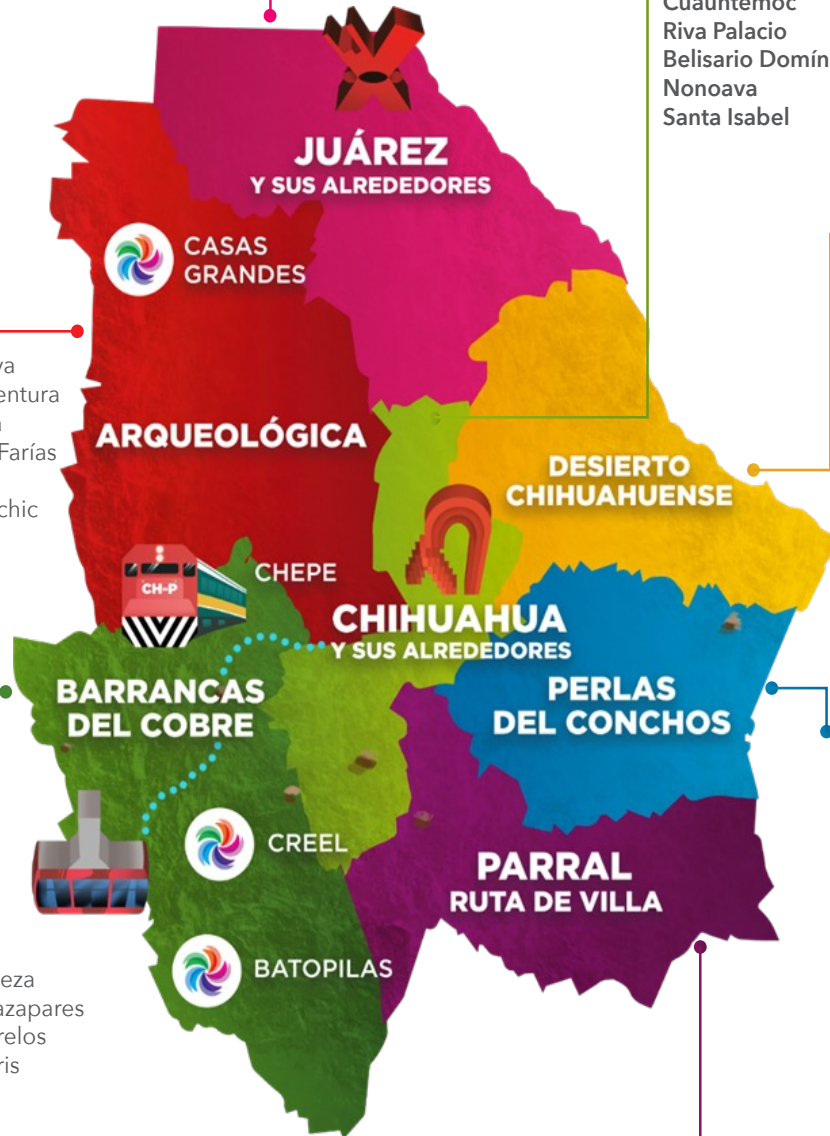 Cuauhtémoc
Riva Palacio
Belisario Domín
Nonoava
Santa Isabel
JUÁREZ
Y SUS ALREDEDORES
CASAS
GRANDES
va
entura
Farías
chic
ARQUEOLÓGICA
DESIERTO
CHIHUAHUENSE
CH-P
CHEPE
CHIHUAHUA
Y SUS ALREDEDORES
BARRANCAS
DEL COBRE
PERLAS
DEL CONCHOS
CREEL
PARRAL
RUTA DE VILLA
BATOPILAS
eza
azapares
relos
ris